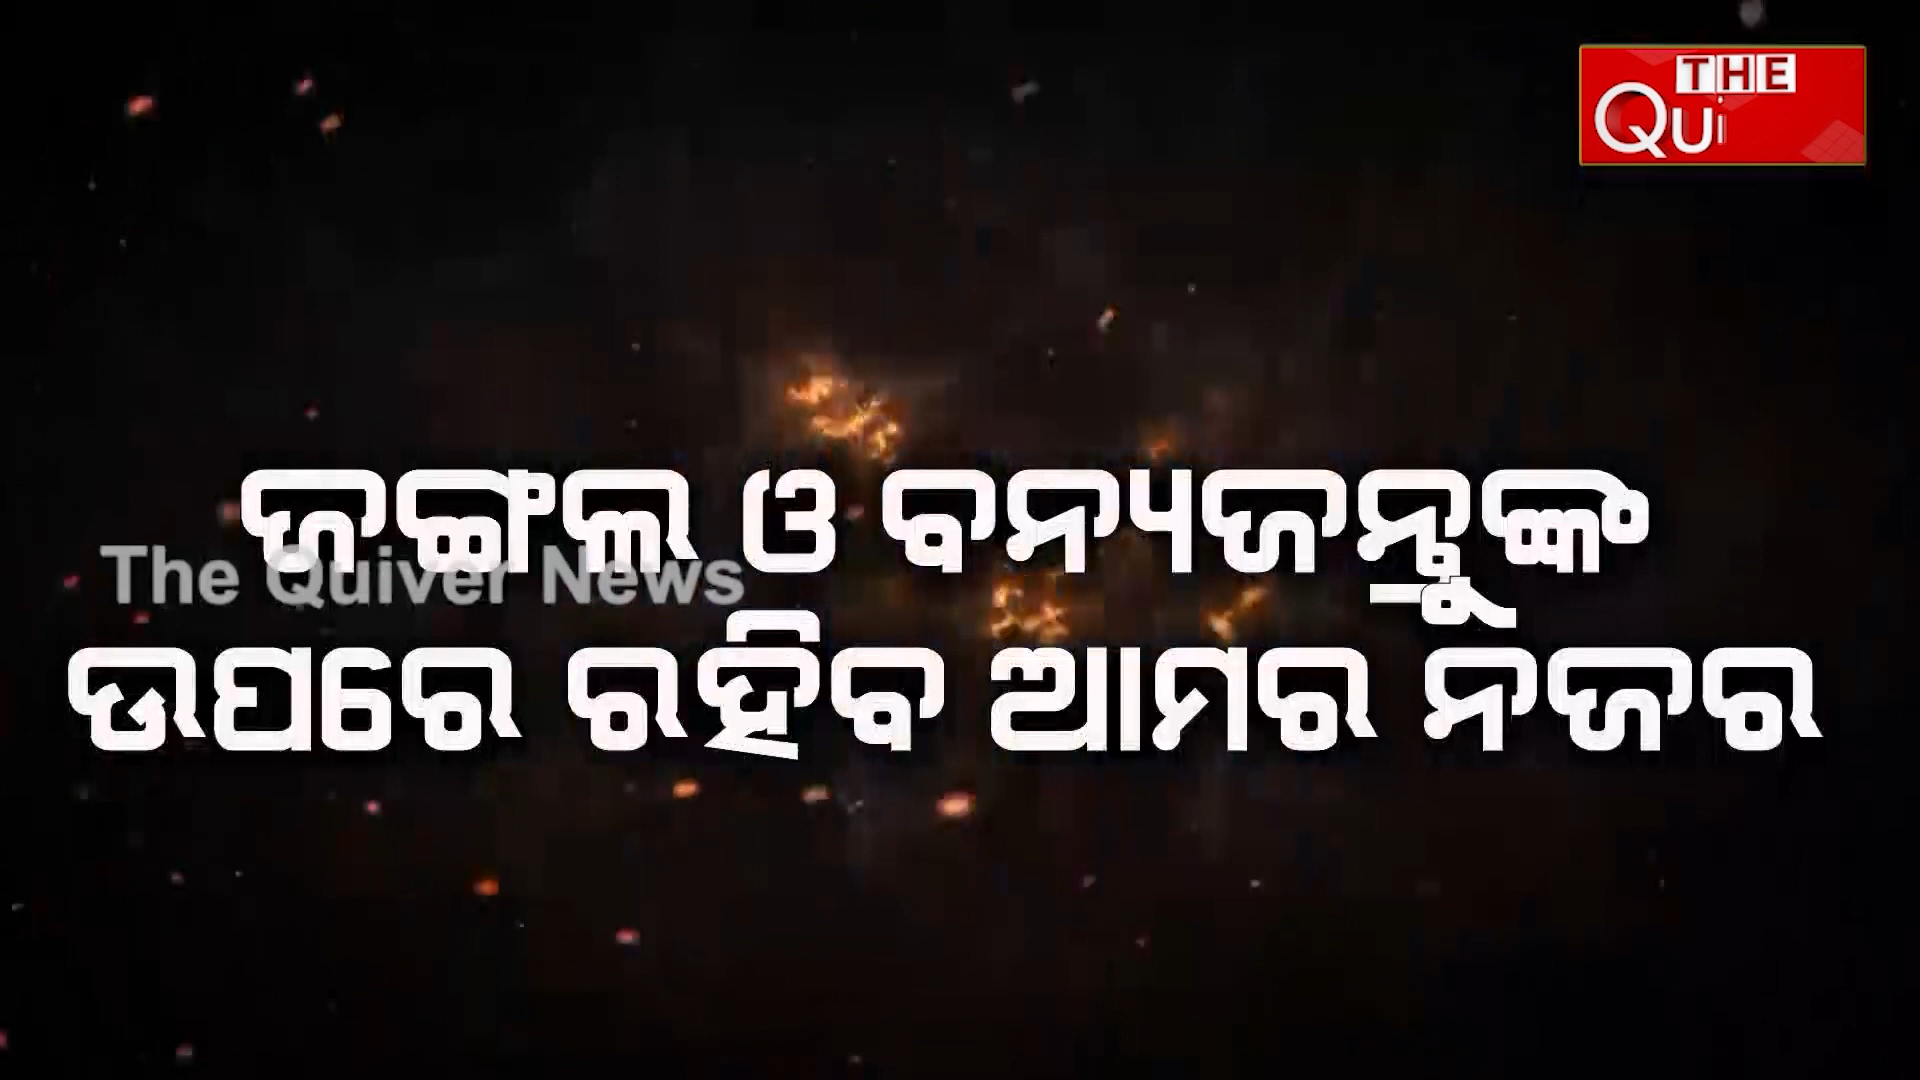 THE
Qui
ଜଙ୍ଗଲ ଓ ବନ୍ୟଜନ୍ତୁଙ୍କ
The Quiver News
ଉପରେ ରହିବ ଆମର ନଜର